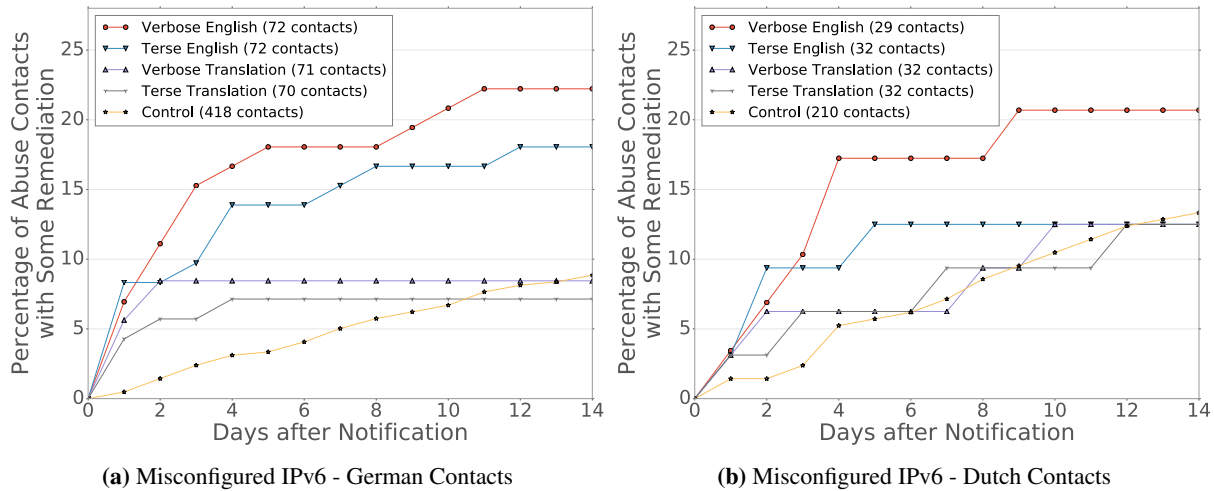 Percentage of Abuse Contacts
with Some Remediation
25
20
15
10
5
0
Verbose English (72 contacts)
Terse English (72 contacts)
Verbose Translation (71 contacts)
Terse Translation (70 contacts)
Control (418 contacts)
0 2 4 6 8 10 12 14
Days after Notification
(a) Misconfigured IPv6 - German Contacts
Percentage of Abuse Contacts
with Some Remediation
25
20
15
10
5
0
Verbose English (29 contacts)
Terse English (32 contacts)
Verbose Translation (32 contacts)
Terse Translation (32 contacts)
Control (210 contacts)
0 2 4 6 8 10 12 14
Days after Notification
(b) Misconfigured IPv6 - Dutch Contacts